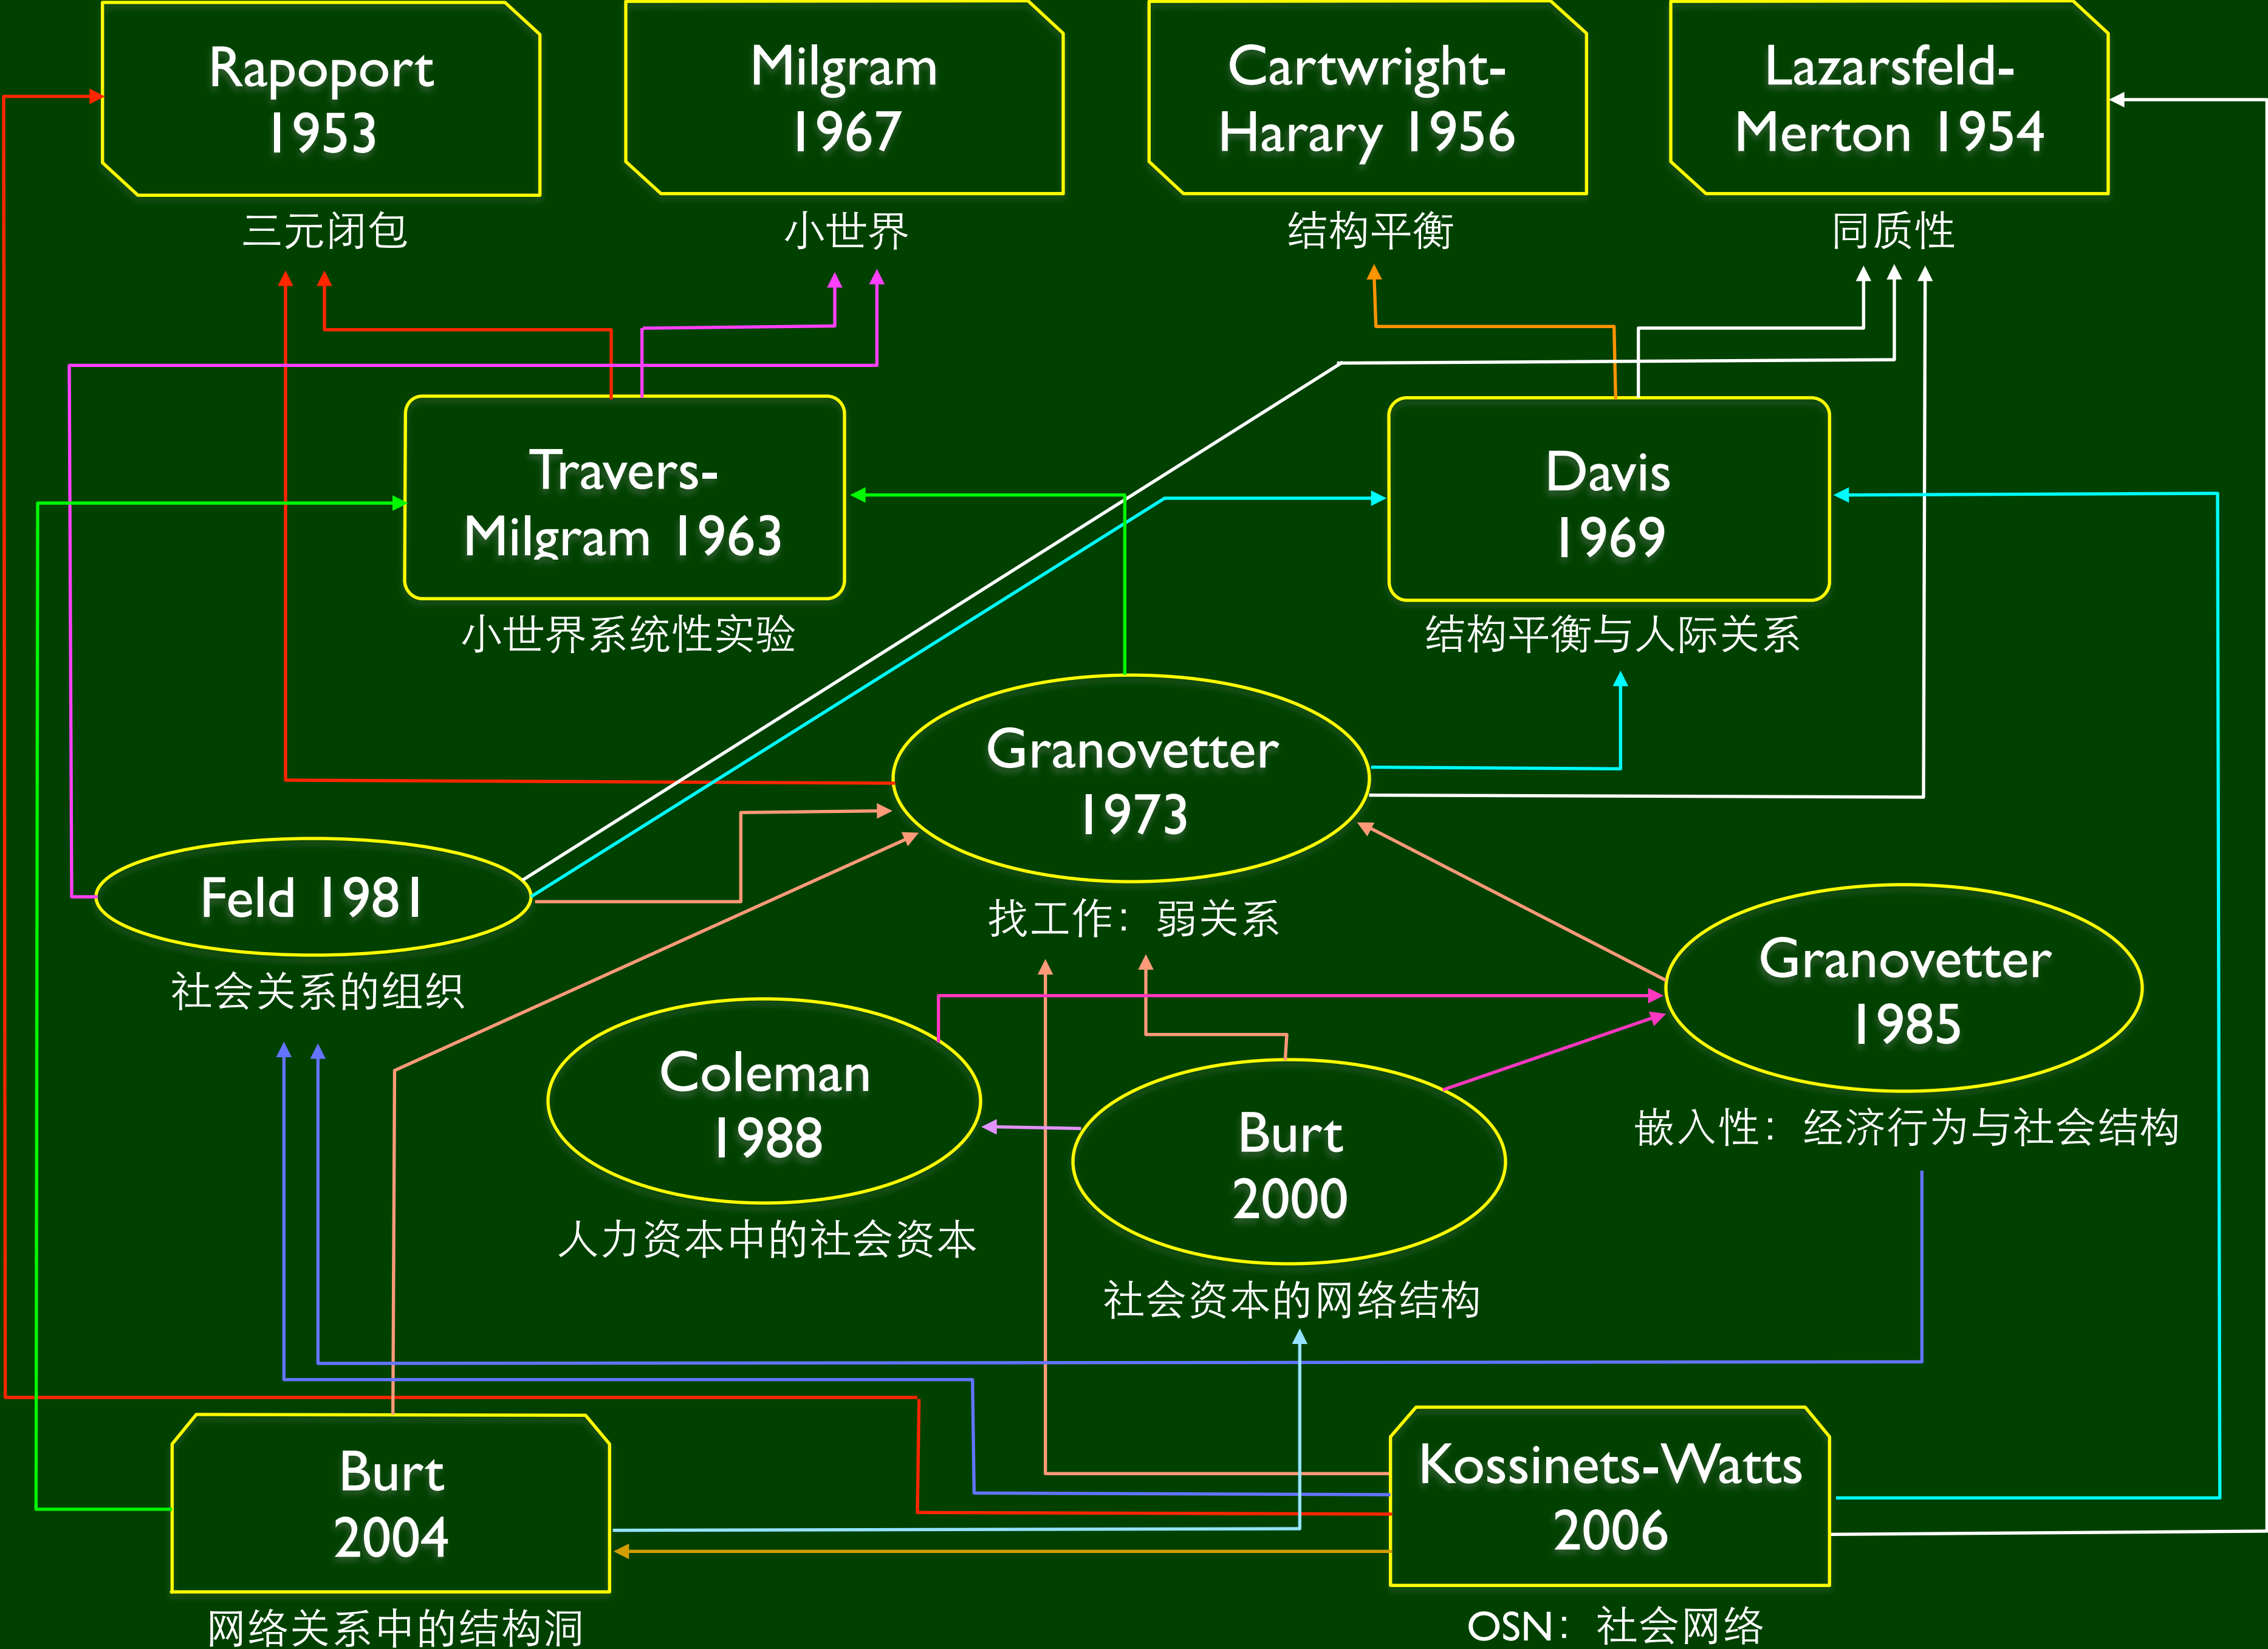 Rapoport
1953
三元闭包
Milgram
1967
小世界
Cartwright-
Harary 1956
结构平衡
Lazarsfeld-
Merton 1954
同质性
Travers-
Milgram 1963
小世界系统性实验
Davis
1969
结构平衡与人际关系
Granovetter
1973
找工作：弱关系
Feld 1981
社会关系的组织
Granovetter
1985
嵌入性：经济行为与社会结构
Coleman
1988
人力资本中的社会资本
Burt
2000
社会资本的网络结构
Burt
2004
网络关系中的结构洞
Kossinets-Watts
2006
OSN：社会网络